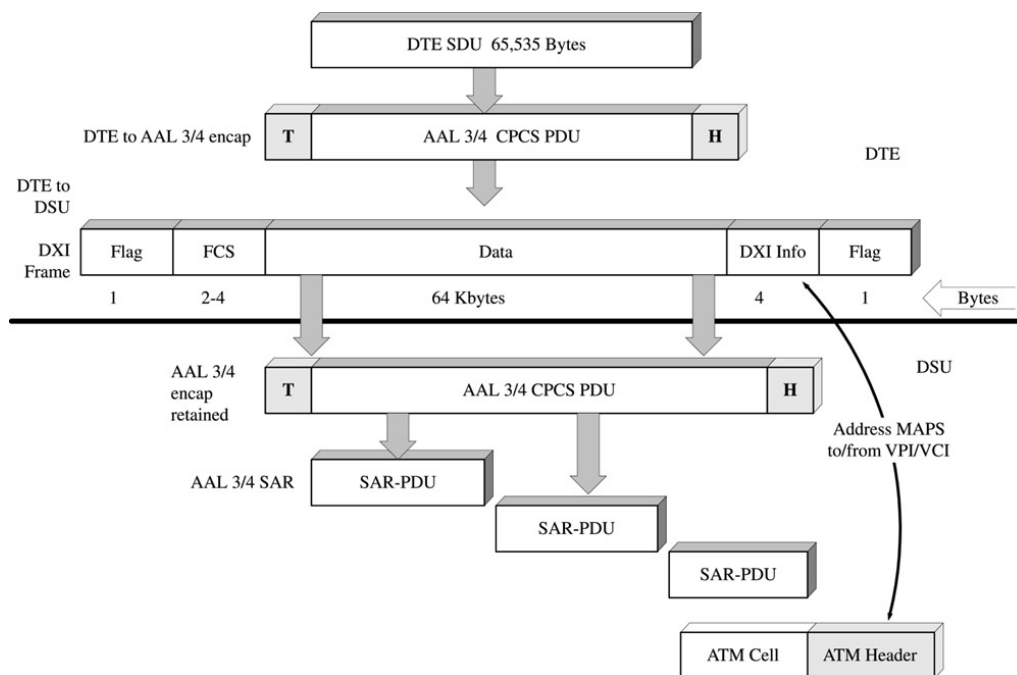 DTE SDU 65,535 Bytes
DTE to AAL 3/4 encap
T
AAL 3/4 CPCS PDU
H
DTE
DTE to
DSU
DXI
Frame
Flag
FCS
Data
DXI Info
Flag
1
2-4
64 Kbytes
4
1
Bytes
DSU
AAL 3/4
encap
retained
T
AAL 3/4 CPCS PDU
H
Address MAPS
to/from VPI/VCI
AAL 3/4 SAR
SAR-PDU
SAR-PDU
SAR-PDU
ATM Cell
ATM Header